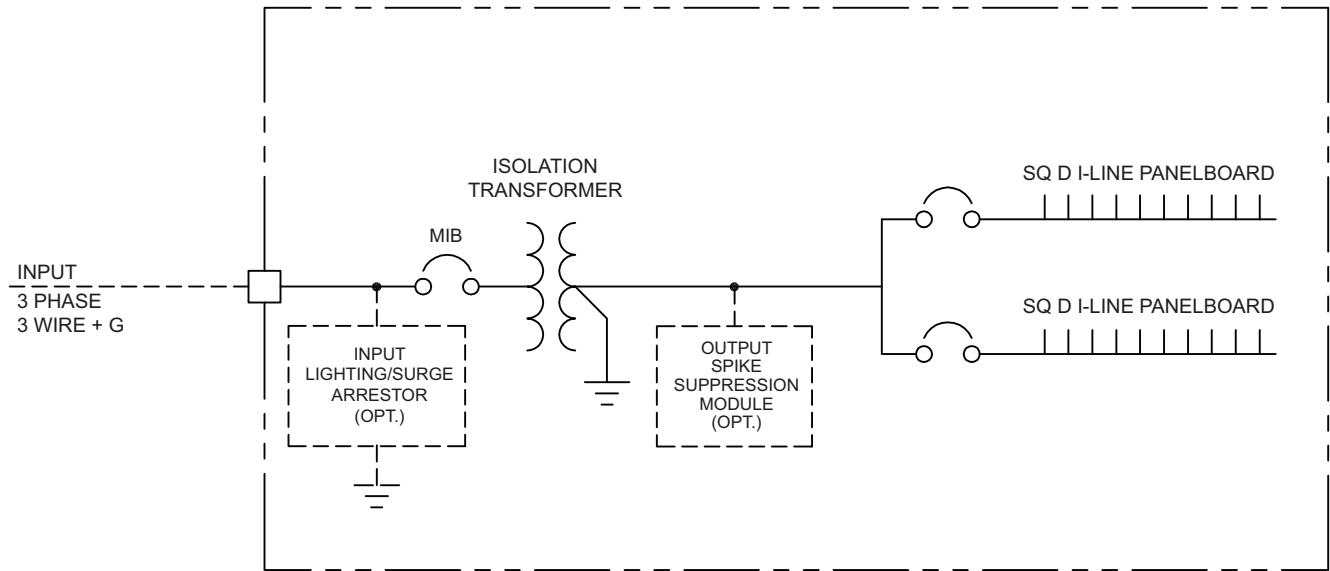 INPUT
3 PHASE
3 WIRE + G
INPUT
LIGHTING/SURGE
ARRESTOR
(OPT.)
MIB
ISOLATION
TRANSFORMER
OUTPUT
SPIKE
SUPPRESSION
MODULE
(OPT.)
SQ D I-LINE PANELBOARD
SQ D I-LINE PANELBOARD